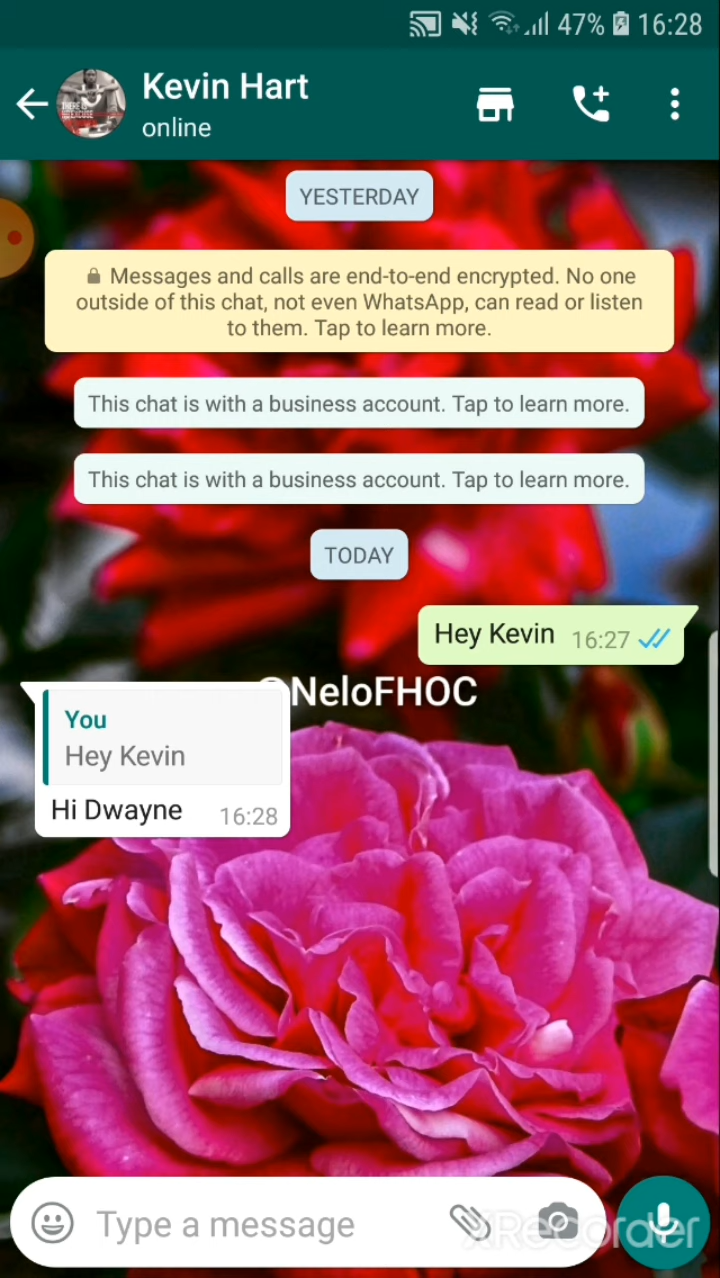 47% 16:28
Kevin Hart
online
YESTERDAY
Messages and calls are end-to-end encrypted. No one
outside of this chat, not even WhatsApp, can read or listen
to them. Tap to learn more.
This chat is with a business account. Tap to learn more.
This chat is with a business account. Tap to learn more.
TODAY
Hey Kevin 16:27
NeloFHOC
You
Hey Kevin
Hi Dwayne 16:28
Type a message
XRecorder